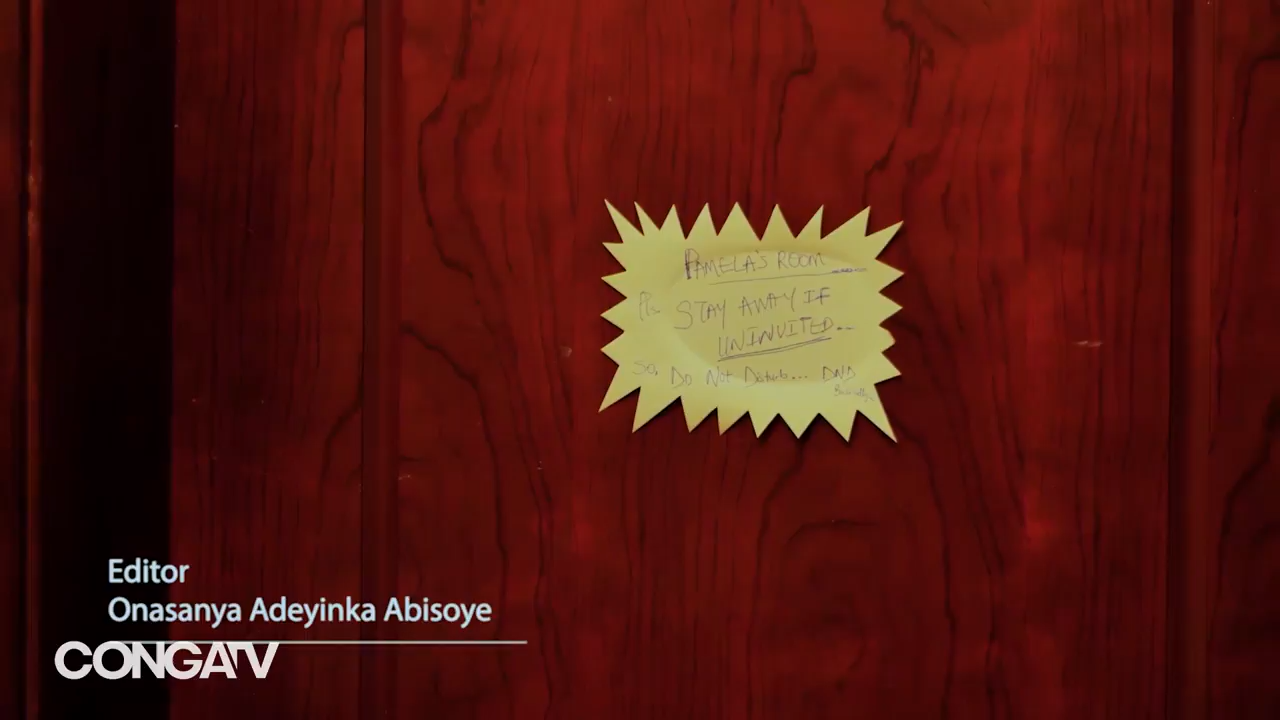 PAMELA'S ROOM .....
Pls STAY AWAY IF
UNINVITED...
So, Do Not Disturb... DND
Editor
Onasanya Adeyinka Abisoye
CONGATV